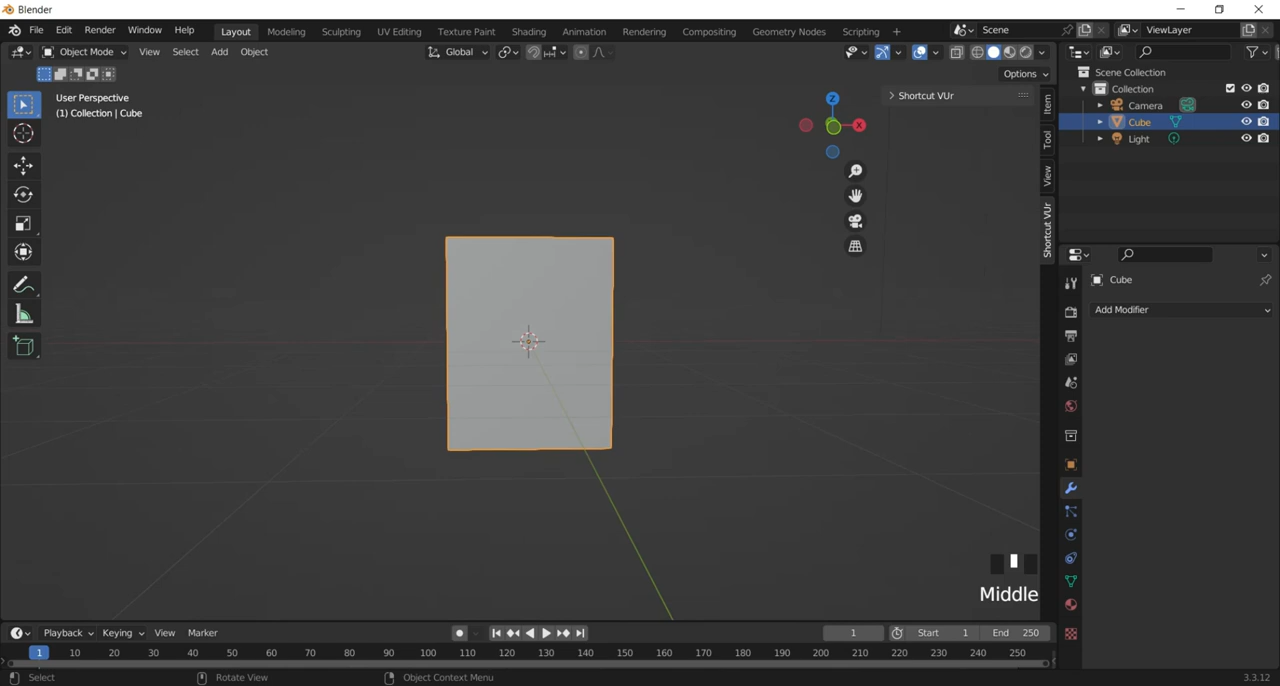 Blender
File Edit Render Window Help Layout Modeling Sculpting UV Editing Texture Paint Shading Animation Rendering Compositing Geometry Nodes Scripting + Scene ViewLayer
Object Mode View Select Add Object Global
Options
User Perspective
(1) Collection | Cube
Shortcut VUr
Z
X
Item
Tool
View
Shortcut VUr
Scene Collection
Collection
Camera
Cube
Light
Cube
Add Modifier
Middle
Playback Keying View Marker 1 Start 1 End 250
1 10 20 30 40 50 60 70 80 90 100 110 120 130 140 150 160 170 180 190 200 210 220 230 240 250
Select Rotate View Object Context Menu 3.3.12